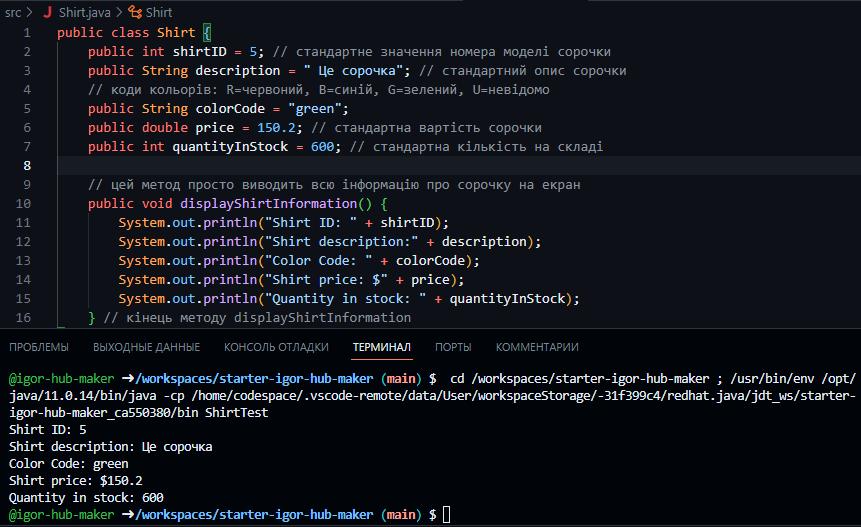 src > J Shirt.java > Shirt
1 public class Shirt {
2 public int shirtID = 5; // стандартне значення номера моделі сорочки
3 public String description = " Це сорочка"; // стандартний опис сорочки
4 // коди кольорів: R=червоний, B=синій, G=зелений, U=невідомо
5 public String colorCode = "green";
6 public double price = 150.2; // стандартна вартість сорочки
7 public int quantityInStock = 600; // стандартна кількість на складі
8
9 // цей метод просто виводить всю інформацію про сорочку на екран
10 public void displayShirtInformation() {
11 System.out.println("Shirt ID: " + shirtID);
12 System.out.println("Shirt description:" + description);
13 System.out.println("Color Code: " + colorCode);
14 System.out.println("Shirt price: $" + price);
15 System.out.println("Quantity in stock: " + quantityInStock);
16 } // кінець методу displayShirtInformation
ПРОБЛЕМЫ ВЫХОДНЫЕ ДАННЫЕ КОНСОЛЬ ОТЛАДКИ ТЕРМИНАЛ ПОРТЫ КОММЕНТАРИИ
@igor-hub-maker ➜/workspaces/starter-igor-hub-maker (main) $ cd /workspaces/starter-igor-hub-maker ; /usr/bin/env /opt/
java/11.0.14/bin/java -cp /home/codespace/.vscode-remote/data/User/workspaceStorage/-31f399c4/redhat.java/jdt_ws/starter-
igor-hub-maker_ca550380/bin ShirtTest
Shirt ID: 5
Shirt description: Це сорочка
Color Code: green
Shirt price: $150.2
Quantity in stock: 600
@igor-hub-maker ➜/workspaces/starter-igor-hub-maker (main) $